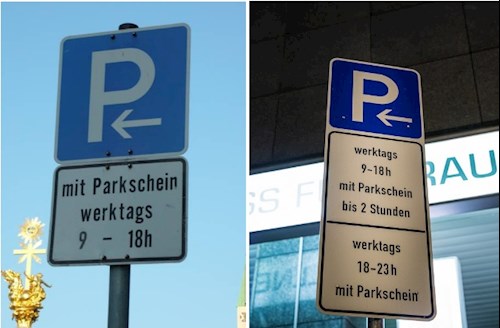 P
mit Parkschein
werktags
9 - 18h
P
werktags
9-18h
mit Parkschein
bis 2 Stunden
werktags
18-23h
mit Parkschein
GS F
RAU